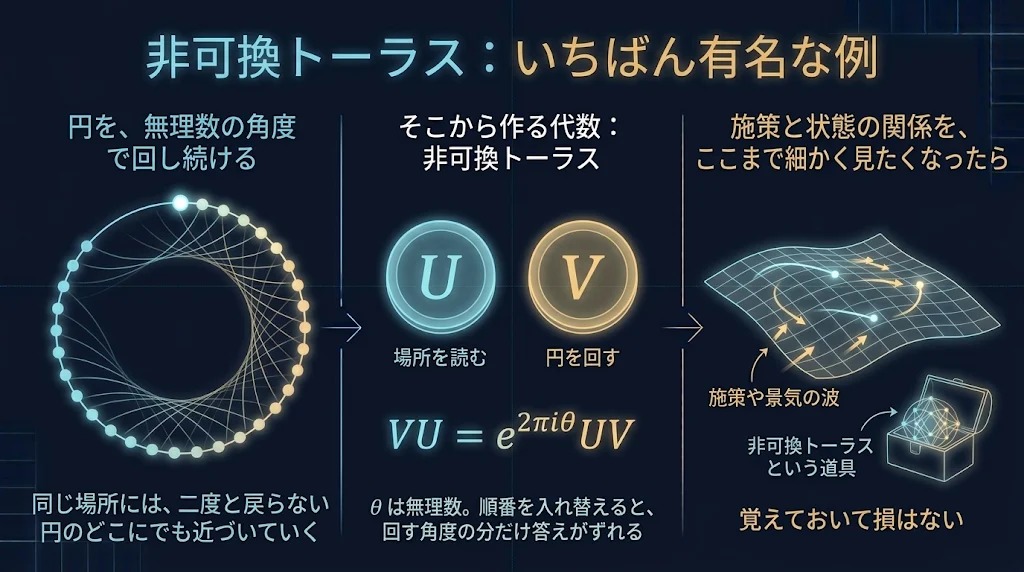 非可換トーラス：いちばん有名な例
円を、無理数の角度
で回し続ける
同じ場所には、二度と戻らない
円のどこにでも近づいていく
そこから作る代数：
非可換トーラス
U
V
場所を読む
円を回す
VU = e^{2πiθ}UV
θ は無理数。順番を入れ替えると、
回す角度の分だけ答えがずれる
施策と状態の関係を、
ここまで細かく見たくなったら
施策や景気の波
非可換トーラス
という道具
覚えておいて損はない